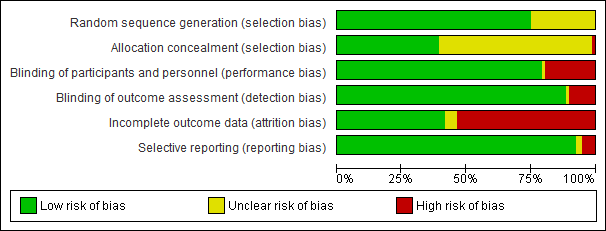 Random sequence generation (selection bias)
Allocation concealment (selection bias)
Blinding of participants and personnel (performance bias)
Blinding of outcome assessment (detection bias)
Incomplete outcome data (attrition bias)
Selective reporting (reporting bias)
0% 25% 50% 75% 100%
Low risk of bias Unclear risk of bias High risk of bias